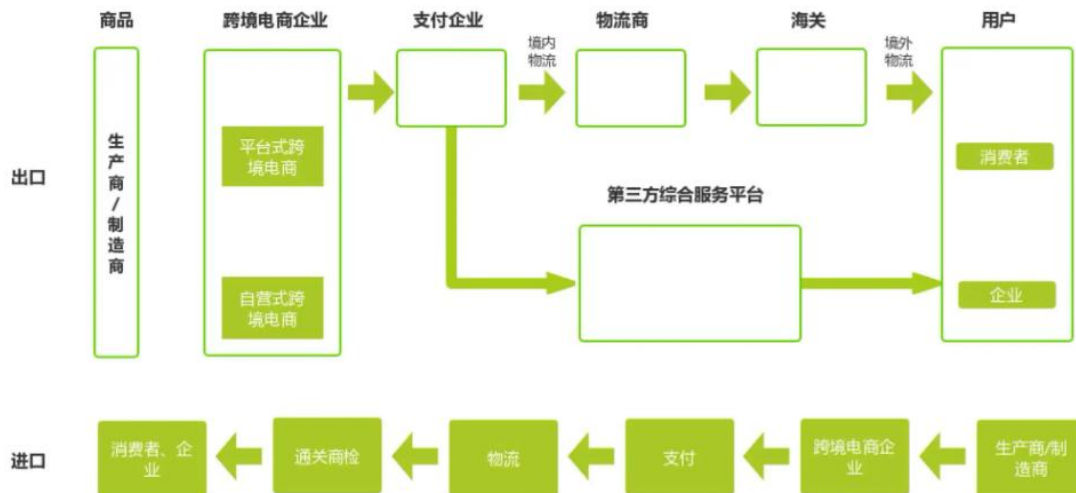 商品
跨境电商企业
支付企业
物流商
海关
用户
境内
物流
境外
物流
出口
生产商/制造商
平台式跨
境电商
自营式跨
境电商
第三方综合服务平台
消费者
企业
进口
消费者、企
业
通关商检
物流
支付
跨境电商企
业
生产商/制
造商